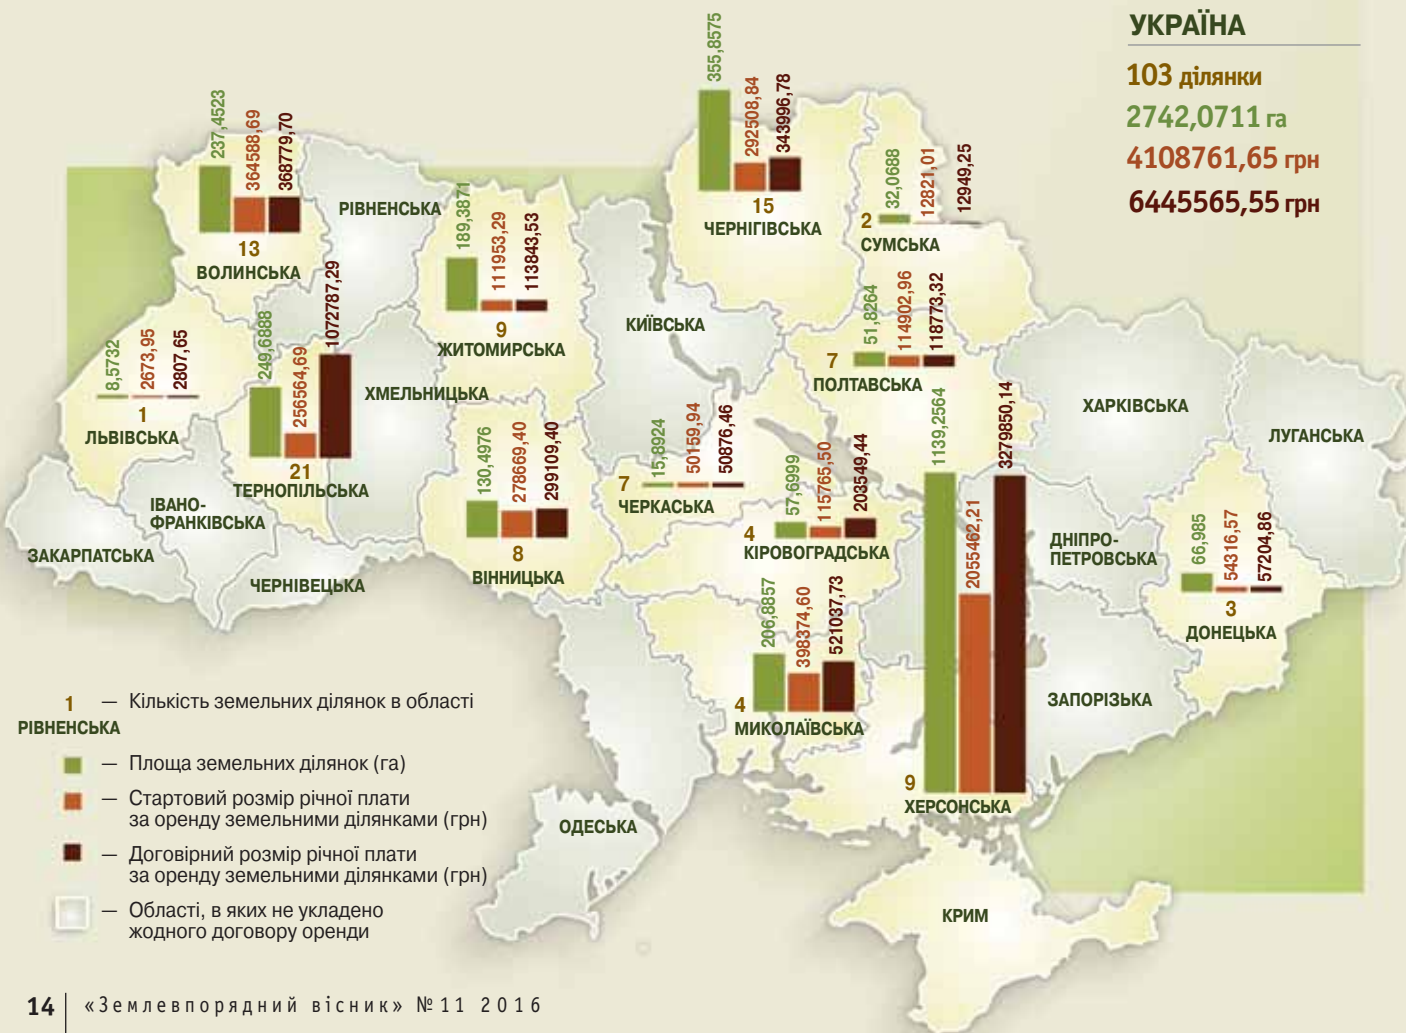 УКРАЇНА
103 ділянки
2742,0711 га
4108761,65 грн
6445565,55 грн
237,4523
364588,69
368779,70
13
ВОЛИНСЬКА
РІВНЕНСЬКА
189,3871
111953,29
113843,53
9
ЖИТОМИРСЬКА
355,8575
292508,84
343996,78
15
ЧЕРНІГІВСЬКА
32,0688
12821,01
12949,25
2
СУМСЬКА
КИЇВСЬКА
8,5732
2673,95
2807,65
1
ЛЬВІВСЬКА
249,6888
256564,69
1072787,29
21
ТЕРНОПІЛЬСЬКА
ХМЕЛЬНИЦЬКА
51,8264
114902,96
118773,32
7
ПОЛТАВСЬКА
ХАРКІВСЬКА
ЛУГАНСЬКА
ІВАНО-
ФРАНКІВСЬКА
ЗАКАРПАТСЬКА
ЧЕРНІВЕЦЬКА
130,4976
278669,40
299109,40
8
ВІННИЦЬКА
15,8924
50159,94
50876,46
7
ЧЕРКАСЬКА
57,6999
115765,50
203549,44
4
КІРОВОГРАДСЬКА
1139,2564
2055462,21
3279850,14
9
ХЕРСОНСЬКА
ДНІПРО-
ПЕТРОВСЬКА
66,985
54316,57
57204,86
3
ДОНЕЦЬКА
206,8857
398374,60
521037,73
4
МИКОЛАЇВСЬКА
ЗАПОРІЗЬКА
ОДЕСЬКА
КРИМ
1 — Кількість земельних ділянок в області
РІВНЕНСЬКА
— Площа земельних ділянок (га)
— Стартовий розмір річної плати
за оренду земельними ділянками (грн)
— Договірний розмір річної плати
за оренду земельними ділянками (грн)
— Області, в яких не укладено
жодного договору оренди
14 «Землевпорядний вісник» № 11 2016